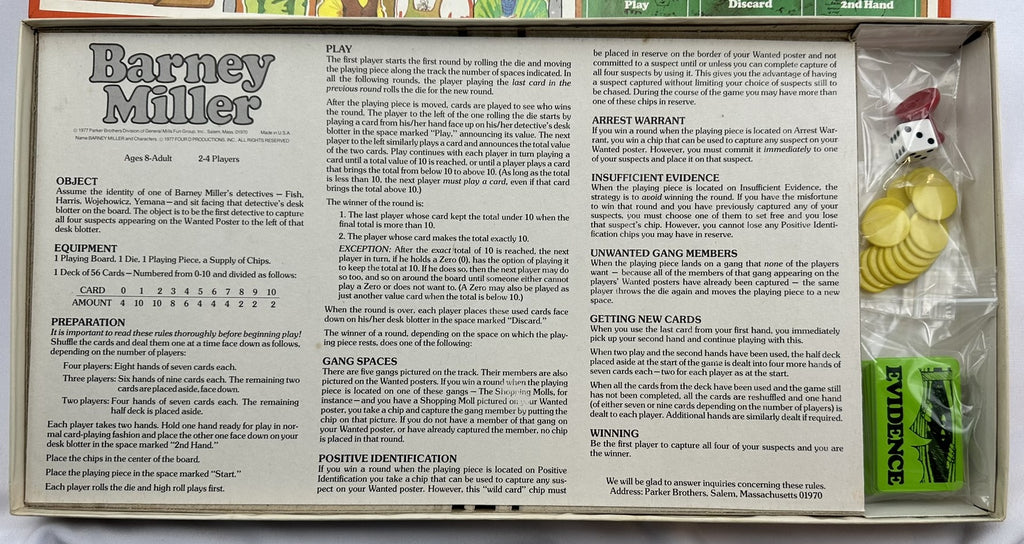 Play
Discard
2nd Hand
Barney
Miller
© 1977 Parker Brothers Division of General Mills Fun Group, Inc., Salem, Mass. 01970 Made in U.S.A
Name BARNEY MILLER and Characters: © 1977 FOUR D PRODUCTIONS, INC. ALL RIGHTS RESERVED
Ages 8-Adult 2-4 Players
OBJECT
Assume the identity of one of Barney Miller's detectives — Fish,
Harris, Wojehowicz, Yemana — and sit facing that detective's desk
blotter on the board. The object is to be the first detective to capture
all four suspects appearing on the Wanted Poster to the left of that
desk blotter.
EQUIPMENT
1 Playing Board, 1 Die, 1 Playing Piece, a Supply of Chips.
1 Deck of 56 Cards — Numbered from 0-10 and divided as follows:
CARD 0 1 2 3 4 5 6 7 8 9 10
AMOUNT 4 10 10 8 6 4 4 4 2 2 2
PREPARATION
It is important to read these rules thoroughly before beginning play!
Shuffle the cards and deal them one at a time face down as follows,
depending on the number of players:
Four players: Eight hands of seven cards each.
Three players: Six hands of nine cards each. The remaining two
cards are placed aside, face down.
Two players: Four hands of seven cards each. The remaining
half deck is placed aside.
Each player takes two hands. Hold one hand ready for play in nor-
mal card-playing fashion and place the other one face down on your
desk blotter in the space marked "2nd Hand."
Place the chips in the center of the board.
Place the playing piece in the space marked "Start."
Each player rolls the die and high roll plays first.
PLAY
The first player starts the first round by rolling the die and moving
the playing piece along the track the number of spaces indicated. In
all the following rounds, the player playing the last card in the
previous round rolls the die for the new round.
After the playing piece is moved, cards are played to see who wins
the round. The player to the left of the one rolling the die starts by
playing a card from his/her hand face up on his/her detective's desk
blotter in the space marked "Play," announcing its value. The next
player to the left similarly plays a card and announces the total value
of the two cards. Play continues with each player in turn playing a
card until a total value of 10 is reached, or until a player plays a card
that brings the total from below 10 to above 10. (As long as the total
is less than 10, the next player must play a card, even if that card
brings the total above 10.)
The winner of the round is:
1. The last player whose card kept the total under 10 when the
final total is more than 10.
2. The player whose card makes the total exactly 10.
EXCEPTION: After the exact total of 10 is reached, the next
player in turn, if he holds a Zero (0), has the option of playing it
to keep the total at 10. If he does so, then the next player may do
so too, and so on around the board until someone either cannot
play a Zero or does not want to. (A Zero may also be played as
just another value card when the total is below 10.)
When the round is over, each player places these used cards face
down on his/her desk blotter in the space marked "Discard."
The winner of a round, depending on the space on which the play-
ing piece rests, does one of the following:
GANG SPACES
There are five gangs pictured on the track. Their members are also
pictured on the Wanted posters. If you win a round when the playing
piece is located on one of these gangs — The Shopping Molls, for
instance — and you have a Shopping Moll pictured on your Wanted
poster, you take a chip and capture the gang member by putting the
chip on that picture. If you do not have a member of that gang on
your Wanted poster, or have already captured the member, no chip
is placed in that round.
POSITIVE IDENTIFICATION
If you win a round when the playing piece is located on Positive
Identification you take a chip that can be used to capture any sus-
pect on your Wanted poster. However, this "wild card" chip must
be placed in reserve on the border of your Wanted poster and not
committed to a suspect until or unless you can complete capture of
all four suspects by using it. This gives you the advantage of having
a suspect captured without limiting your choice of suspects still to
be chased. During the course of the game you may have more than
one of these chips in reserve.
ARREST WARRANT
If you win a round when the playing piece is located on Arrest War-
rant, you win a chip that can be used to capture any suspect on your
Wanted poster. However, you must commit it immediately to one
of your suspects and place it on that suspect.
INSUFFICIENT EVIDENCE
When the playing piece is located on Insufficient Evidence, the
strategy is to avoid winning the round. If you have the misfortune
to win that round and you have previously captured any of your
suspects, you must choose one of them to set free and you lose
that suspect's chip. However, you cannot lose any Positive Identi-
fication chips you may have in reserve.
UNWANTED GANG MEMBERS
When the playing piece lands on a gang that none of the players
want — because all of the members of that gang appearing on the
players' Wanted posters have already been captured — the same
player throws the die again and moves the playing piece to a new
space.
GETTING NEW CARDS
When you use the last card from your first hand, you immediately
pick up your second hand and continue playing with this.
When two play and the second hands have been used, the half deck
placed aside at the start of the game is dealt into four more hands of
seven cards each — two for each player as at the start.
When all the cards from the deck have been used and the game still
has not been completed, all the cards are reshuffled and one hand
(of either seven or nine cards depending on the number of players) is
dealt to each player. Additional hands are similarly dealt if required.
WINNING
Be the first player to capture all four of your suspects and you are
the winner.
We will be glad to answer inquiries concerning these rules.
Address: Parker Brothers, Salem, Massachusetts 01970
EVIDENCE